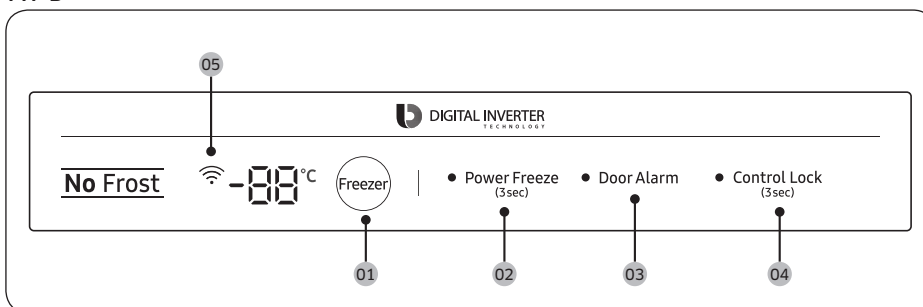 05
DIGITAL INVERTER
TECHNOLOGY
No Frost
-88°C
Freezer
Power Freeze
(3sec)
Door Alarm
Control Lock
(3sec)
01
02
03
04